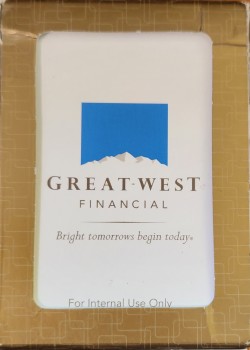 GREAT-WEST
FINANCIAL
Bright tomorrows begin today®
For Internal Use Only